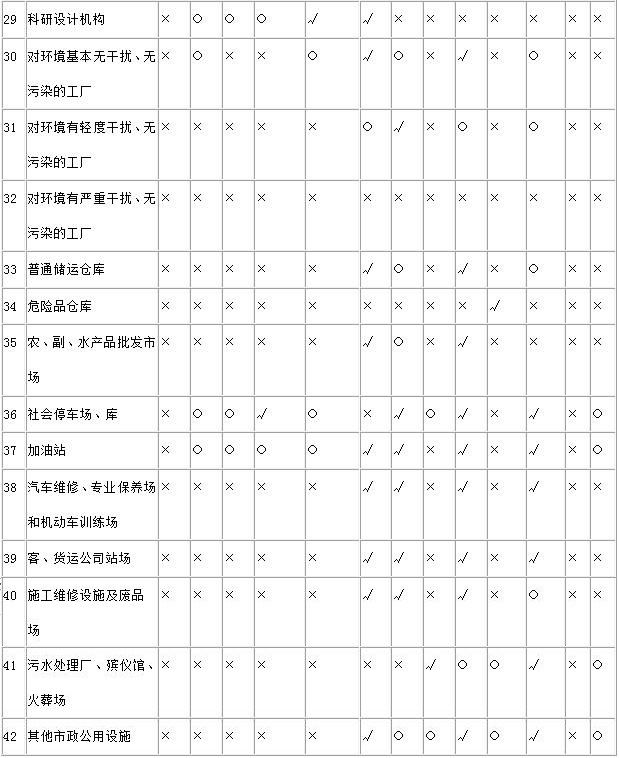 29 科研设计机构 × ○ ○ ○ √ √ × × × × × × ×
30 对环境基本无干扰、无 × ○ × × ○ √ ○ × √ × ○ × ×
污染的工厂
31 对环境有轻度干扰、无 × × × × × ○ √ × ○ × ○ × ×
污染的工厂
32 对环境有严重干扰、无 × × × × × × × × × × × × ×
污染的工厂
33 普通储运仓库 × × × × × √ ○ × √ × ○ × ×
34 危险品仓库 × × × × × × × × × √ × × ×
35 农、副、水产品批发市 × × × × × √ ○ × √ × × × ×
场
36 社会停车场、库 × ○ ○ √ ○ × √ ○ √ × √ × ○
37 加油站 × ○ ○ ○ ○ √ √ × √ × √ × ○
38 汽车维修、专业保养场 × × × × × √ √ × √ × √ × ×
和机动车训练场
39 客、货运公司站场 × × × × × √ √ × √ × √ × ×
40 施工维修设施及废品 × × × × × √ √ × √ × ○ × ×
场
41 污水处理厂、殡仪馆、 × × × × × × × √ ○ ○ √ × ○
火葬场
42 其他市政公用设施 × × × × × √ ○ ○ √ ○ √ × ○